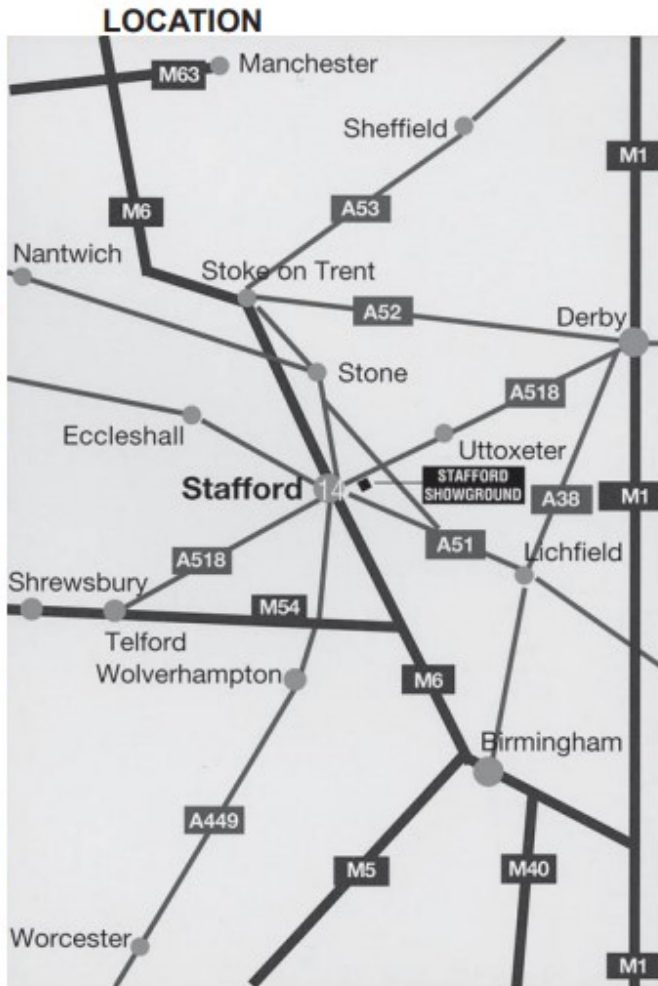 LOCATION
M63
Manchester
Sheffield
M1
M6
A53
Nantwich
Stoke on Trent
A52
Derby
Stone
A518
Eccleshall
Uttoxeter
Stafford
14
STAFFORD
SHOWGROUND
A38
M1
A518
A51
Lichfield
Shrewsbury
M54
Telford
Wolverhampton
M6
Birmingham
A449
M5
M40
Worcester
M1